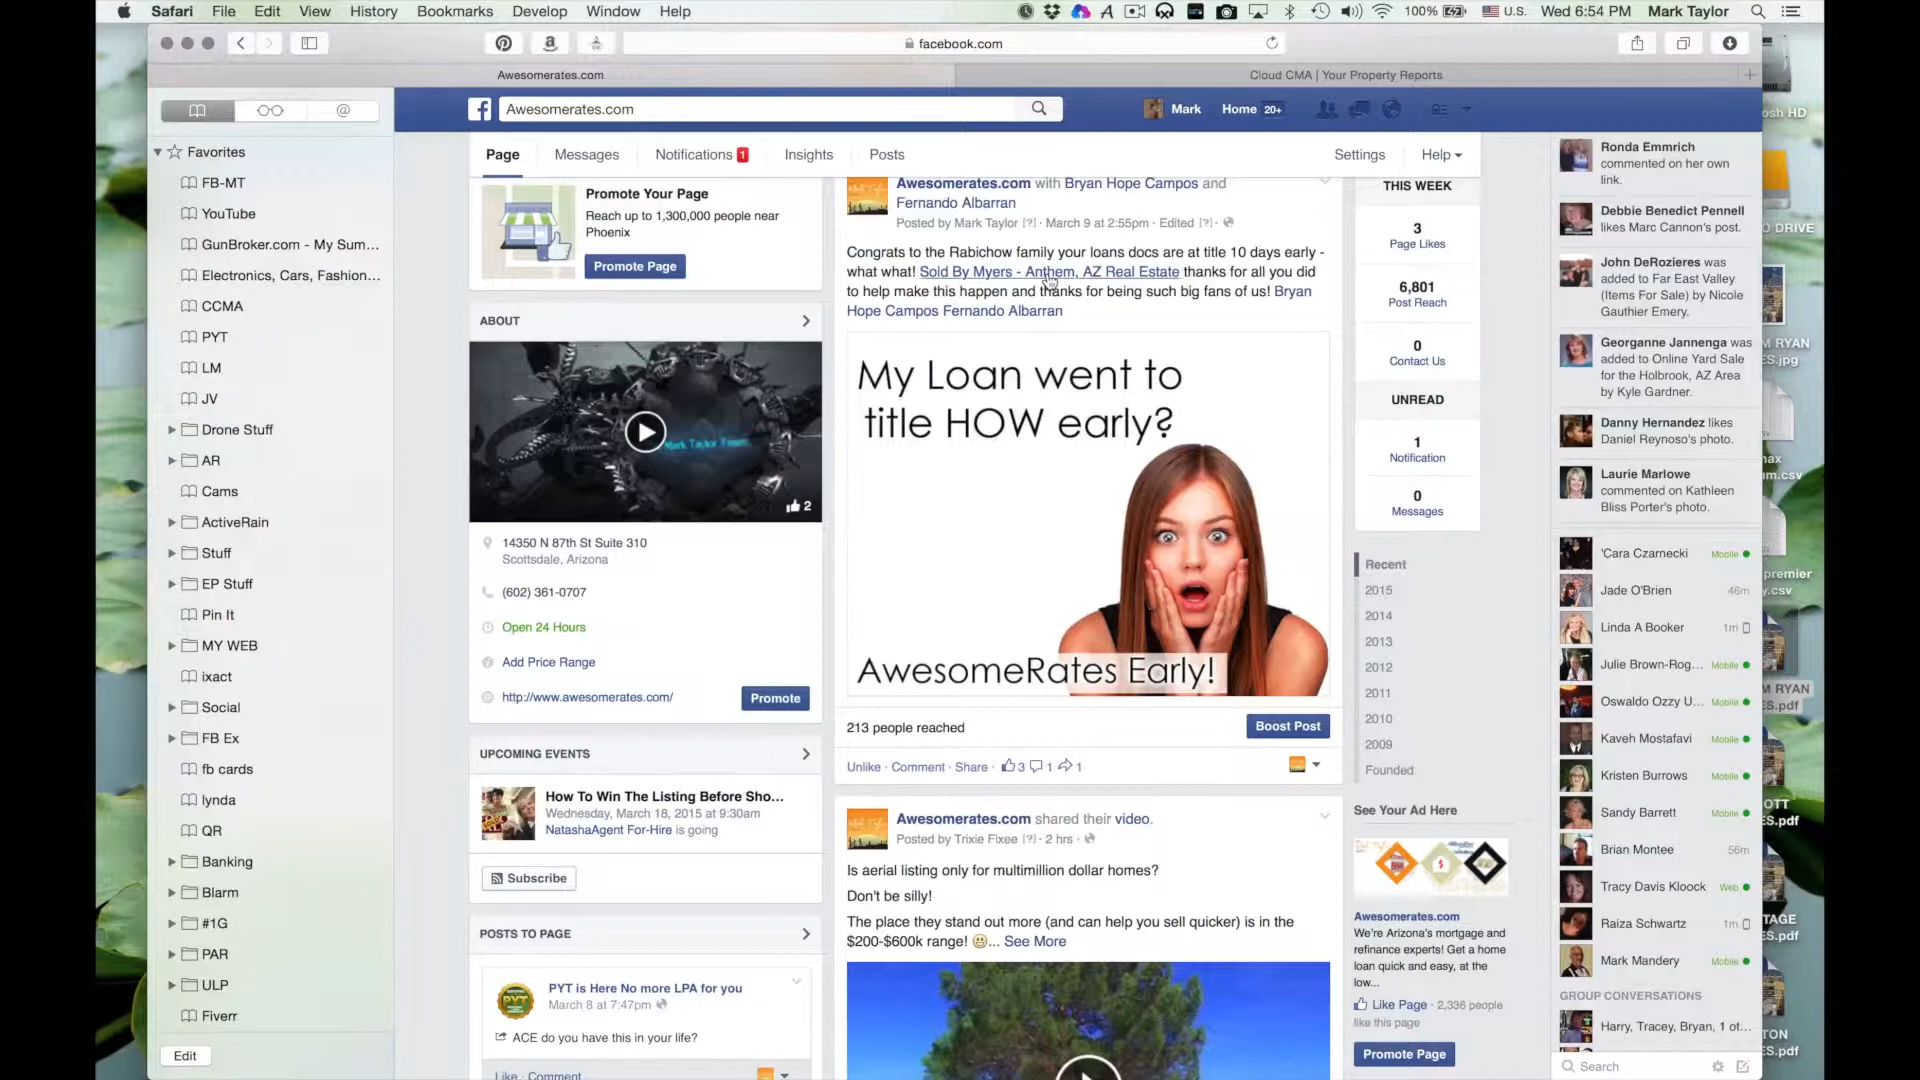 Safari File Edit View History Bookmarks Develop Window Help
100% U.S. Wed 6:54 PM Mark Taylor
facebook.com
Awesomerates.com
Cloud CMA | Your Property Reports
Awesomerates.com
Mark Home 20+
Favorites
FB-MT
YouTube
GunBroker.com - My Sum...
Electronics, Cars, Fashion...
CCMA
PYT
LM
JV
Drone Stuff
AR
Cams
ActiveRain
Stuff
EP Stuff
Pin It
MY WEB
ixact
Social
FB Ex
fb cards
lynda
QR
Banking
Blarm
#1G
PAR
ULP
Fiverr
Edit
Page Messages Notifications 1 Insights Posts Settings Help
Promote Your Page
Reach up to 1,300,000 people near
Phoenix
Promote Page
ABOUT
Mark Taylor
2
14350 N 87th St Suite 310
Scottsdale, Arizona
(602) 361-0707
Open 24 Hours
Add Price Range
http://www.awesomerates.com/
Promote
UPCOMING EVENTS
How To Win The Listing Before Sho...
Wednesday, March 18, 2015 at 9:30am
NatashaAgent For-Hire is going
Subscribe
POSTS TO PAGE
PYT
PYT is Here No more LPA for you
March 8 at 7:47pm
ACE do you have this in your life?
Like · Comment
Awesomerates.com with Bryan Hope Campos and
Fernando Albarran
Posted by Mark Taylor [?] · March 9 at 2:55pm · Edited [?] ·
Congrats to the Rabichow family your loans docs are at title 10 days early -
what what! Sold By Myers - Anthem, AZ Real Estate thanks for all you did
to help make this happen and thanks for being such big fans of us! Bryan
Hope Campos Fernando Albarran
My Loan went to
title HOW early?
AwesomeRates Early!
213 people reached
Boost Post
Unlike · Comment · Share · 3 1 1
Awesomerates.com shared their video.
Posted by Trixie Fixee [?] · 2 hrs ·
Is aerial listing only for multimillion dollar homes?
Don't be silly!
The place they stand out more (and can help you sell quicker) is in the
$200-$600k range! ... See More
THIS WEEK
3
Page Likes
6,801
Post Reach
0
Contact Us
UNREAD
1
Notification
0
Messages
Recent
2015
2014
2013
2012
2011
2010
2009
Founded
See Your Ad Here
Awesomerates.com
We're Arizona's mortgage and
refinance experts! Get a home
loan quick and easy, at the
low...
Like Page · 2,336 people
like this page
Promote Page
Ronda Emmrich
commented on her own
link.
Debbie Benedict Pennell
likes Marc Cannon's post.
John DeRozieres was
added to Far East Valley
(Items For Sale) by Nicole
Gauthier Emery.
Georganne Jannenga was
added to Online Yard Sale
for the Holbrook, AZ Area
by Kyle Gardner.
Danny Hernandez likes
Daniel Reynoso's photo.
Laurie Marlowe
commented on Kathleen
Bliss Porter's photo.
'Cara Czarnecki Mobile
Jade O'Brien 46m
Linda A Booker 1m
Julie Brown-Rog... Mobile
Oswaldo Ozzy U... Mobile
Kaveh Mostafavi Mobile
Kristen Burrows Mobile
Sandy Barrett Mobile
Brian Montee 56m
Tracy Davis Kloock Web
Raiza Schwartz 1m
Mark Mandery Mobile
GROUP CONVERSATIONS
Harry, Tracey, Bryan, 1 ot...
Search
osh HD
O DRIVE
M RYAN
ES.jpg
max
m.csv
premier
y.csv
M RYAN
ES.pdf
OTT
S.pdf
TAGE
S.pdf
TON
S.pdf